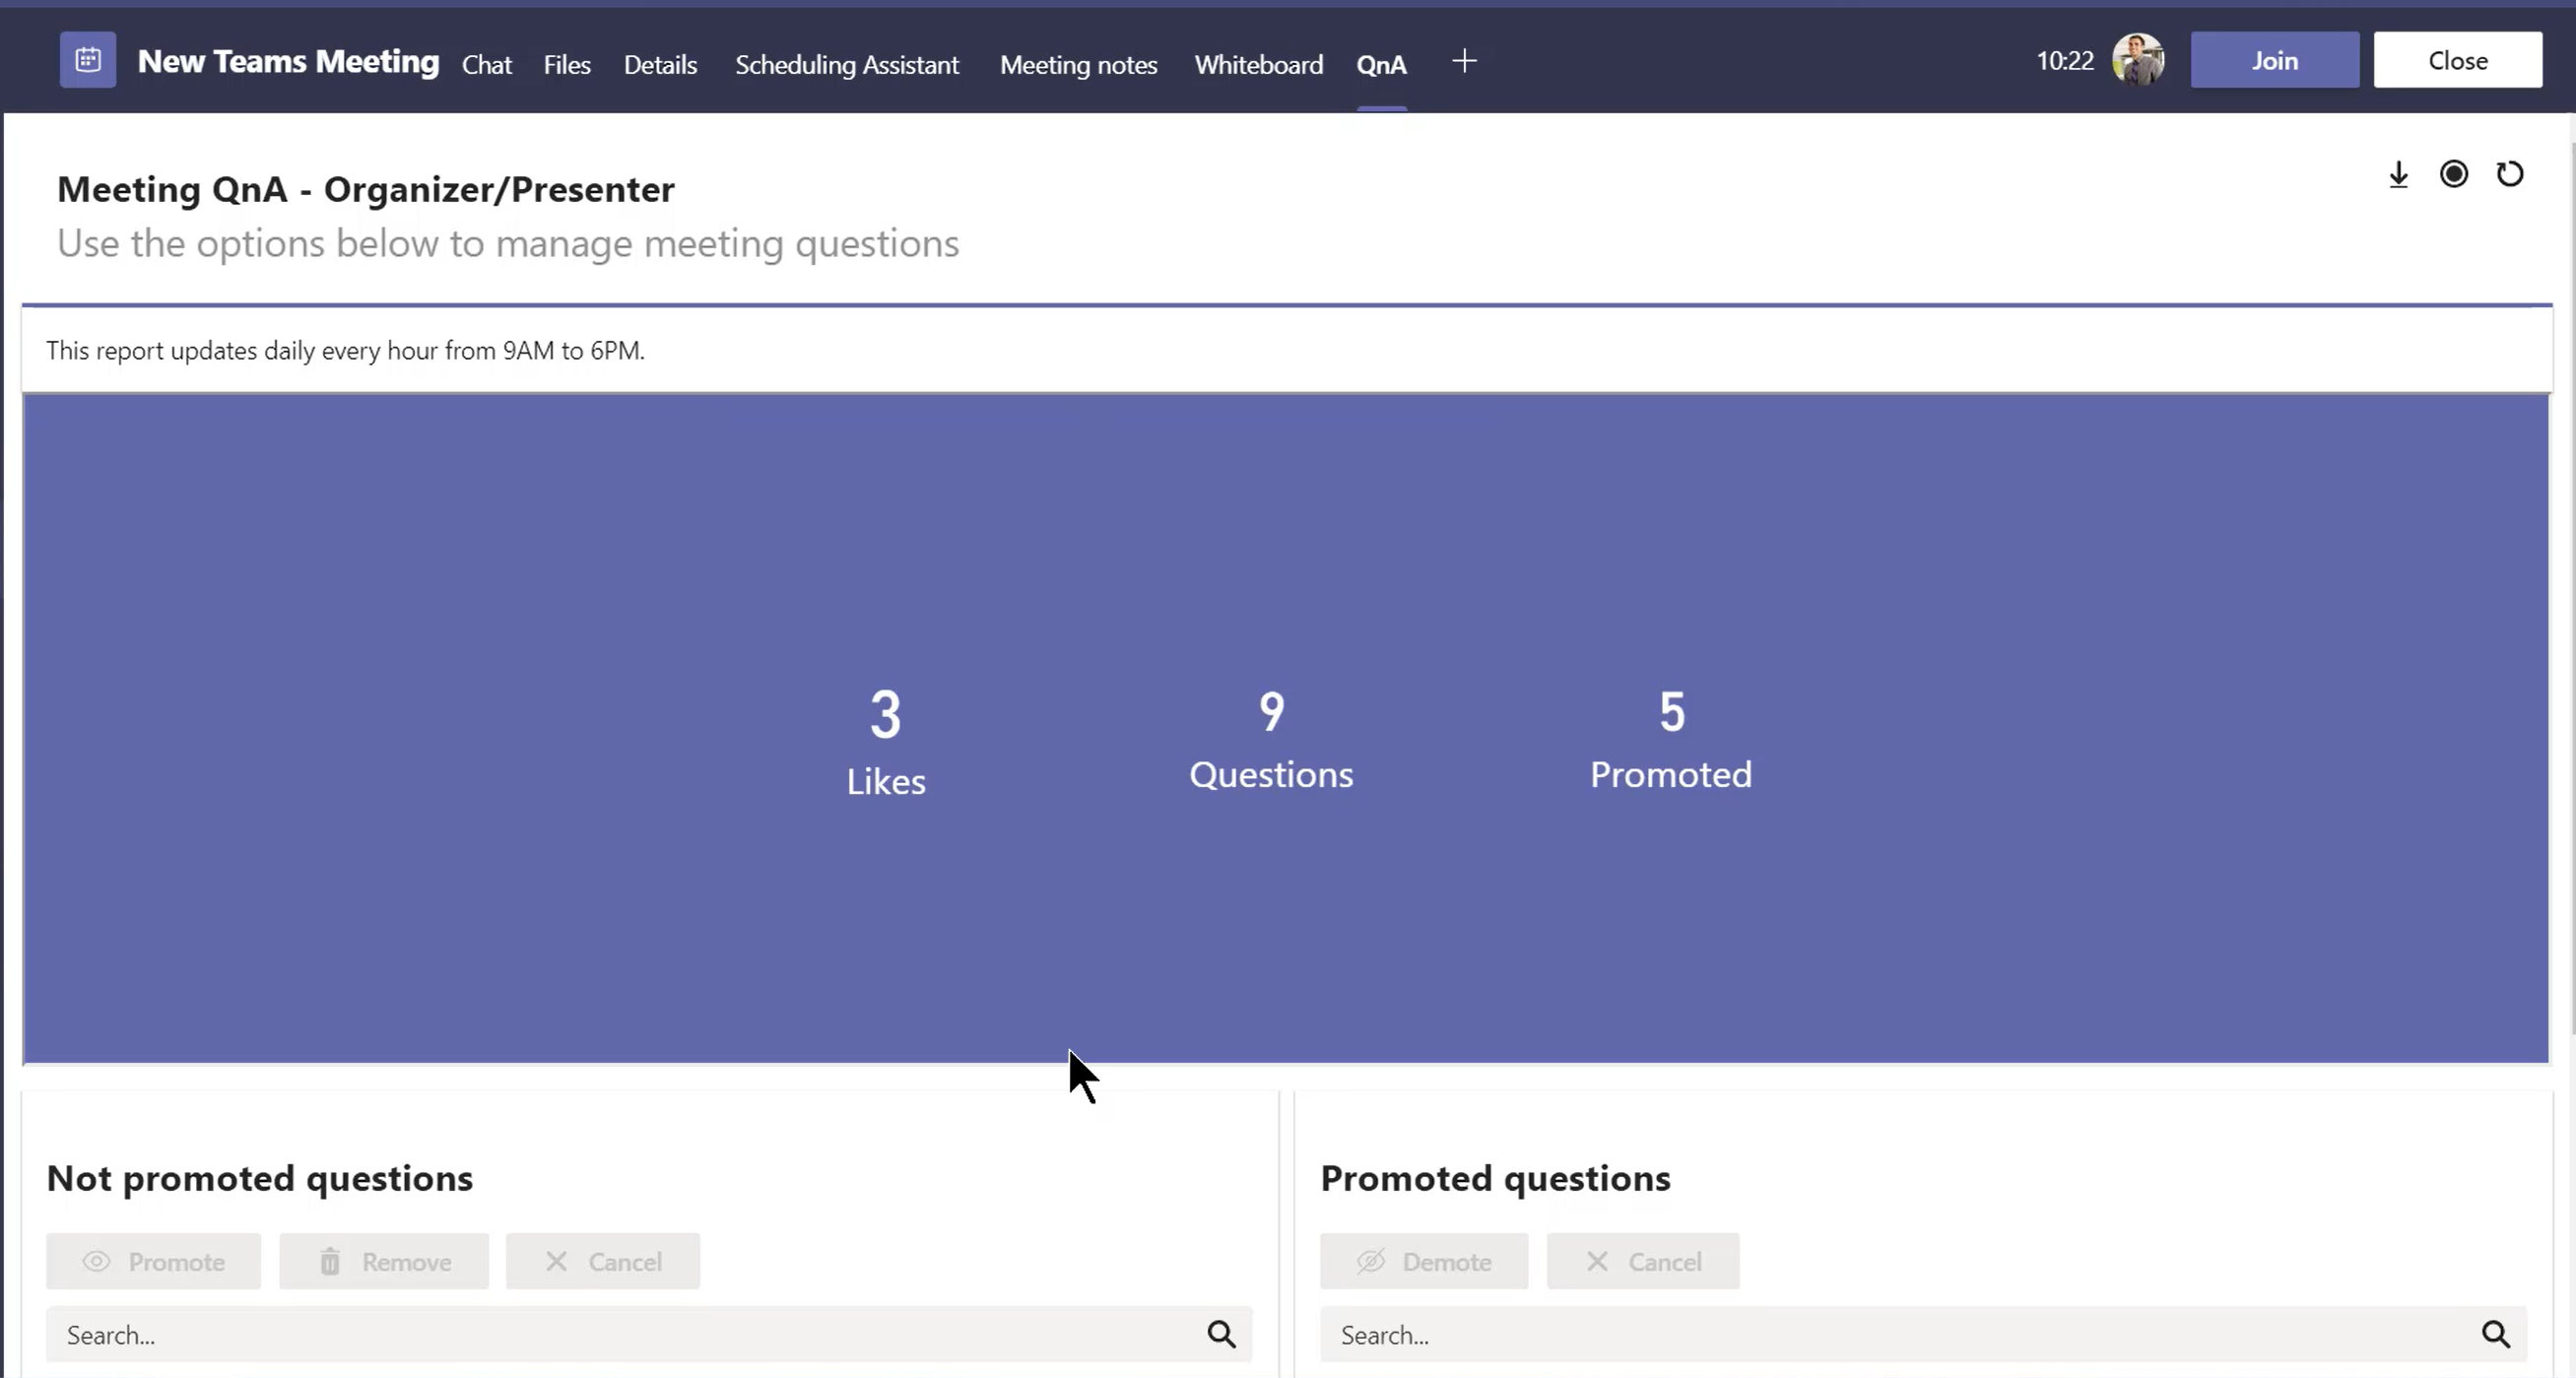 New Teams Meeting Chat Files Details Scheduling Assistant Meeting notes Whiteboard QnA 10:22 Join Close
Meeting QnA - Organizer/Presenter
Use the options below to manage meeting questions
This report updates daily every hour from 9AM to 6PM.
3 9 5
Likes Questions Promoted
Not promoted questions
Promote Remove Cancel
Search...
Promoted questions
Demote Cancel
Search...